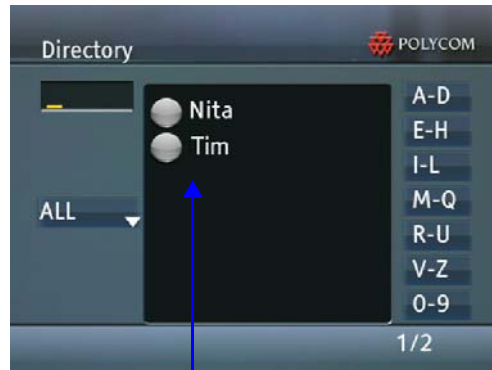 Directory
POLYCOM
Nita
Tim
ALL
A-D
E-H
I-L
M-Q
R-U
V-Z
0-9
1/2